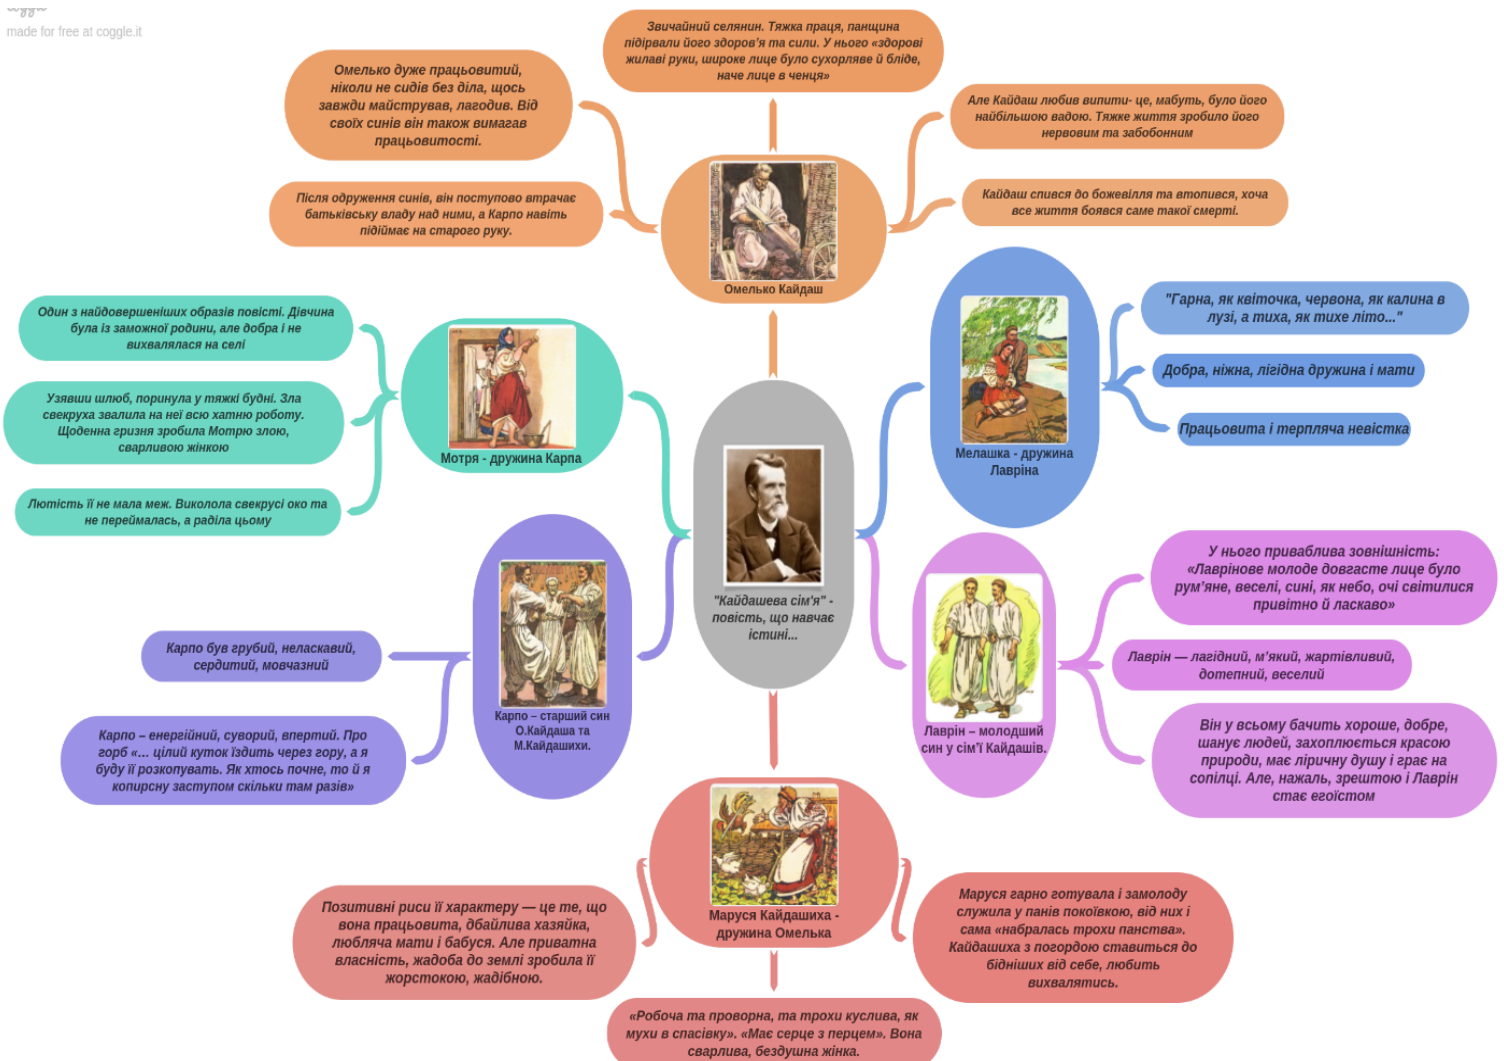 coggle
made for free at coggle.it
Звичайний селянин. Тяжка праця, панщина
підірвали його здоров'я та сили. У нього «здорові
жилаві руки, широке лице було сухорляве й бліде,
наче лице в ченця»
Омелько дуже працьовитий,
ніколи не сидів без діла, щось
завжди майстрував, лагодив. Від
своїх синів він також вимагав
працьовитості.
Але Кайдаш любив випити- це, мабуть, було його
найбільшою вадою. Тяжке життя зробило його
нервовим та забобонним
Після одруження синів, він поступово втрачає
батьківську владу над ними, а Карпо навіть
підіймає на старого руку.
Кайдаш спився до божевілля та втопився, хоча
все життя боявся саме такої смерті.
Омелько Кайдаш
Один з найдовершеніших образів повісті. Дівчина
була із заможної родини, але добра і не
вихвалялася на селі
Узявши шлюб, поринула у тяжкі будні. Зла
свекруха звалила на неї всю хатню роботу.
Щоденна гризня зробила Мотрю злою,
сварливою жінкою
Лютість її не мала меж. Виколола свекрусі око та
не переймалась, а раділа цьому
Мотря - дружина Карпа
"Гарна, як квіточка, червона, як калина в
лузі, а тиха, як тихе літо..."
Добра, ніжна, лігідна дружина і мати
Працьовита і терпляча невістка
Мелашка - дружина
Лавріна
"Кайдашева сім'я" -
повість, що навчає
істині...
Карпо був грубий, неласкавий,
сердитий, мовчазний
Карпо – енергійний, суворий, впертий. Про
горб «… цілий куток їздить через гору, а я
буду її розкопувать. Як хтось почне, то й я
копирсну заступом скільки там разів»
Карпо – старший син
О.Кайдаша та
М.Кайдашихи.
У нього приваблива зовнішність:
«Лаврінове молоде довгасте лице було
рум’яне, веселі, сині, як небо, очі світилися
привітно й ласкаво»
Лаврін — лагідний, м’який, жартівливий,
дотепний, веселий
Він у всьому бачить хороше, добре,
шанує людей, захоплюється красою
природи, має ліричну душу і грає на
сопілці. Але, нажаль, зрештою і Лаврін
стає егоїстом
Лаврін – молодший
син у сім’ї Кайдашів.
Маруся Кайдашиха -
дружина Омелька
Позитивні риси її характеру — це те, що
вона працьовита, дбайлива хазяйка,
любляча мати і бабуся. Але приватна
власність, жадоба до землі зробила її
жорстокою, жадібною.
Маруся гарно готувала і замолоду
служила у панів покоївкою, від них і
сама «набралась трохи панства».
Кайдашиха з погордою ставиться до
бідніших від себе, любить
вихвалятись.
«Робоча та проворна, та трохи куслива, як
мухи в спасівку». «Має серце з перцем». Вона
сварлива, бездушна жінка.